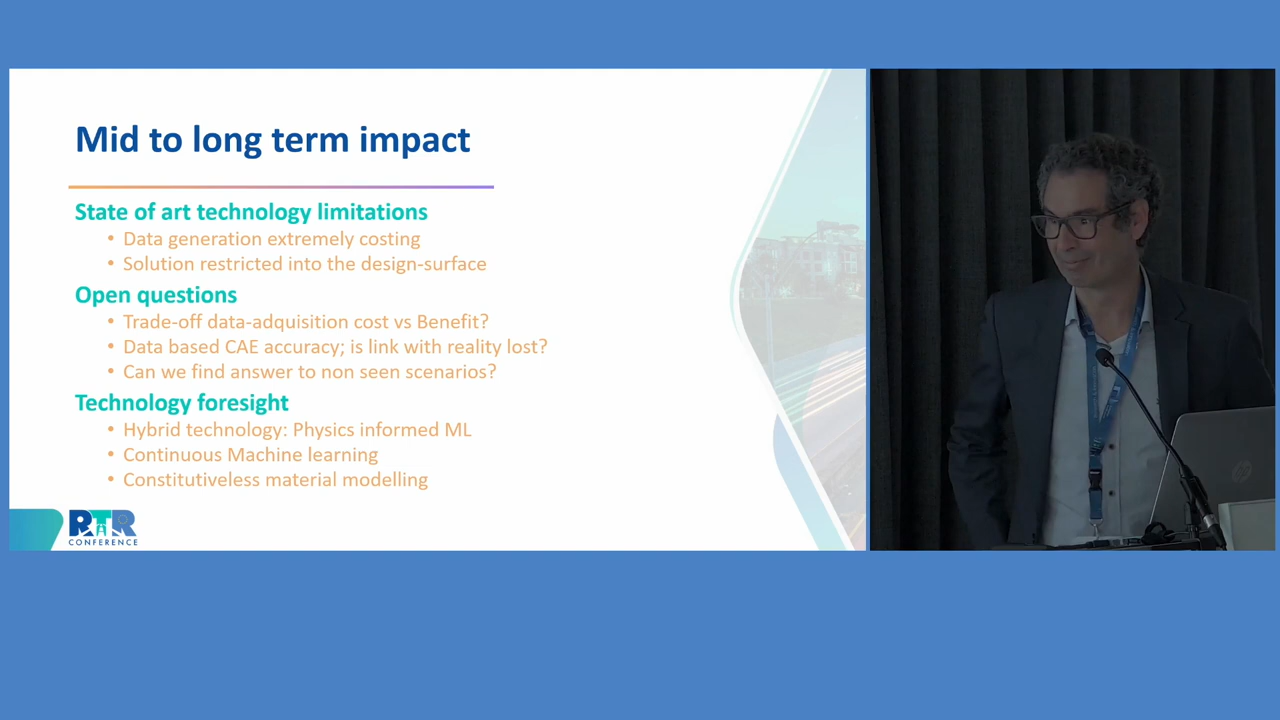 Mid to long term impact
State of art technology limitations
• Data generation extremely costing
• Solution restricted into the design-surface
Open questions
• Trade-off data-adquisition cost vs Benefit?
• Data based CAE accuracy; is link with reality lost?
• Can we find answer to non seen scenarios?
Technology foresight
• Hybrid technology: Physics informed ML
• Continuous Machine learning
• Constitutiveless material modelling
RTR
CONFERENCE
hp